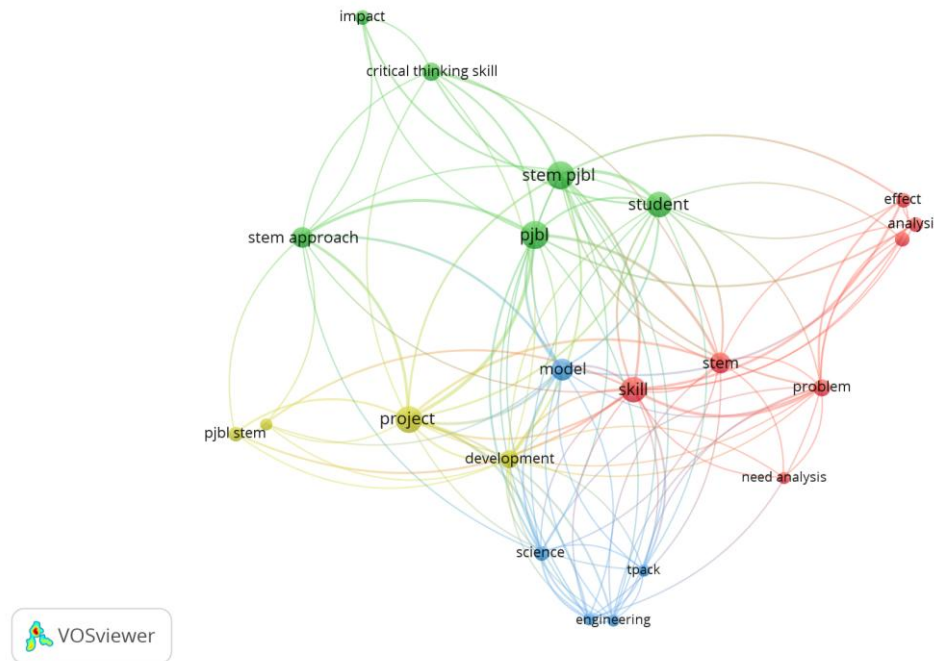 impact
critical thinking skill
stem pjbl
student
effect
analysis
pjbl
stem approach
model
stem
skill
problem
project
pjbl stem
development
need analysis
science
tpack
engineering
VOSviewer